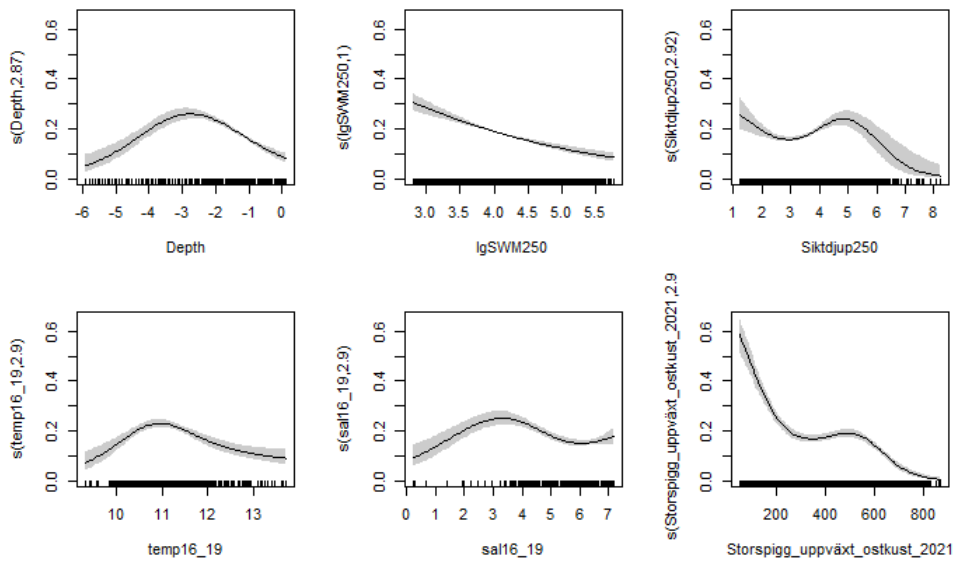 s(Depth,2.87)
0.0 0.2 0.4 0.6
-6 -5 -4 -3 -2 -1 0
Depth
s(lgSWM250,1)
0.0 0.2 0.4 0.6
3.0 3.5 4.0 4.5 5.0 5.5
lgSWM250
s(Siktdjup250,2.92)
0.0 0.2 0.4 0.6
1 2 3 4 5 6 7 8
Siktdjup250
s(temp16_19,2.9)
0.0 0.2 0.4 0.6
10 11 12 13
temp16_19
s(sal16_19,2.9)
0.0 0.2 0.4 0.6
0 1 2 3 4 5 6 7
sal16_19
s(Storspigg_uppväxt_ostkust_2021,2.9
0.0 0.2 0.4 0.6
200 400 600 800
Storspigg_uppväxt_ostkust_2021